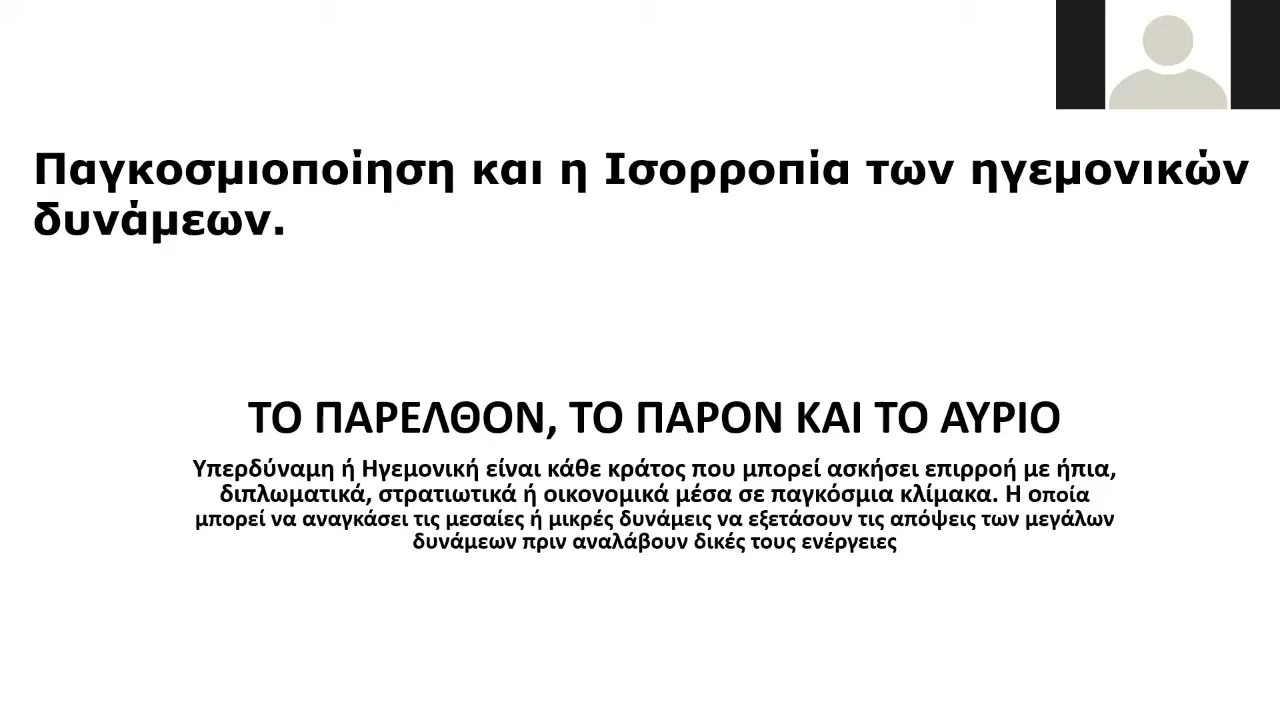 Παγκοσμιοποίηση και η Ισορροπία των ηγεμονικών
δυνάμεων.
ΤΟ ΠΑΡΕΛΘΟΝ, ΤΟ ΠΑΡΟΝ ΚΑΙ ΤΟ ΑΥΡΙΟ
Υπερδύναμη ή Ηγεμονική είναι κάθε κράτος που μπορεί ασκήσει επιρροή με ήπια,
διπλωματικά, στρατιωτικά ή οικονομικά μέσα σε παγκόσμια κλίμακα. Η οποία
μπορεί να αναγκάσει τις μεσαίες ή μικρές δυνάμεις να εξετάσουν τις απόψεις των μεγάλων
δυνάμεων πριν αναλάβουν δικές τους ενέργειες